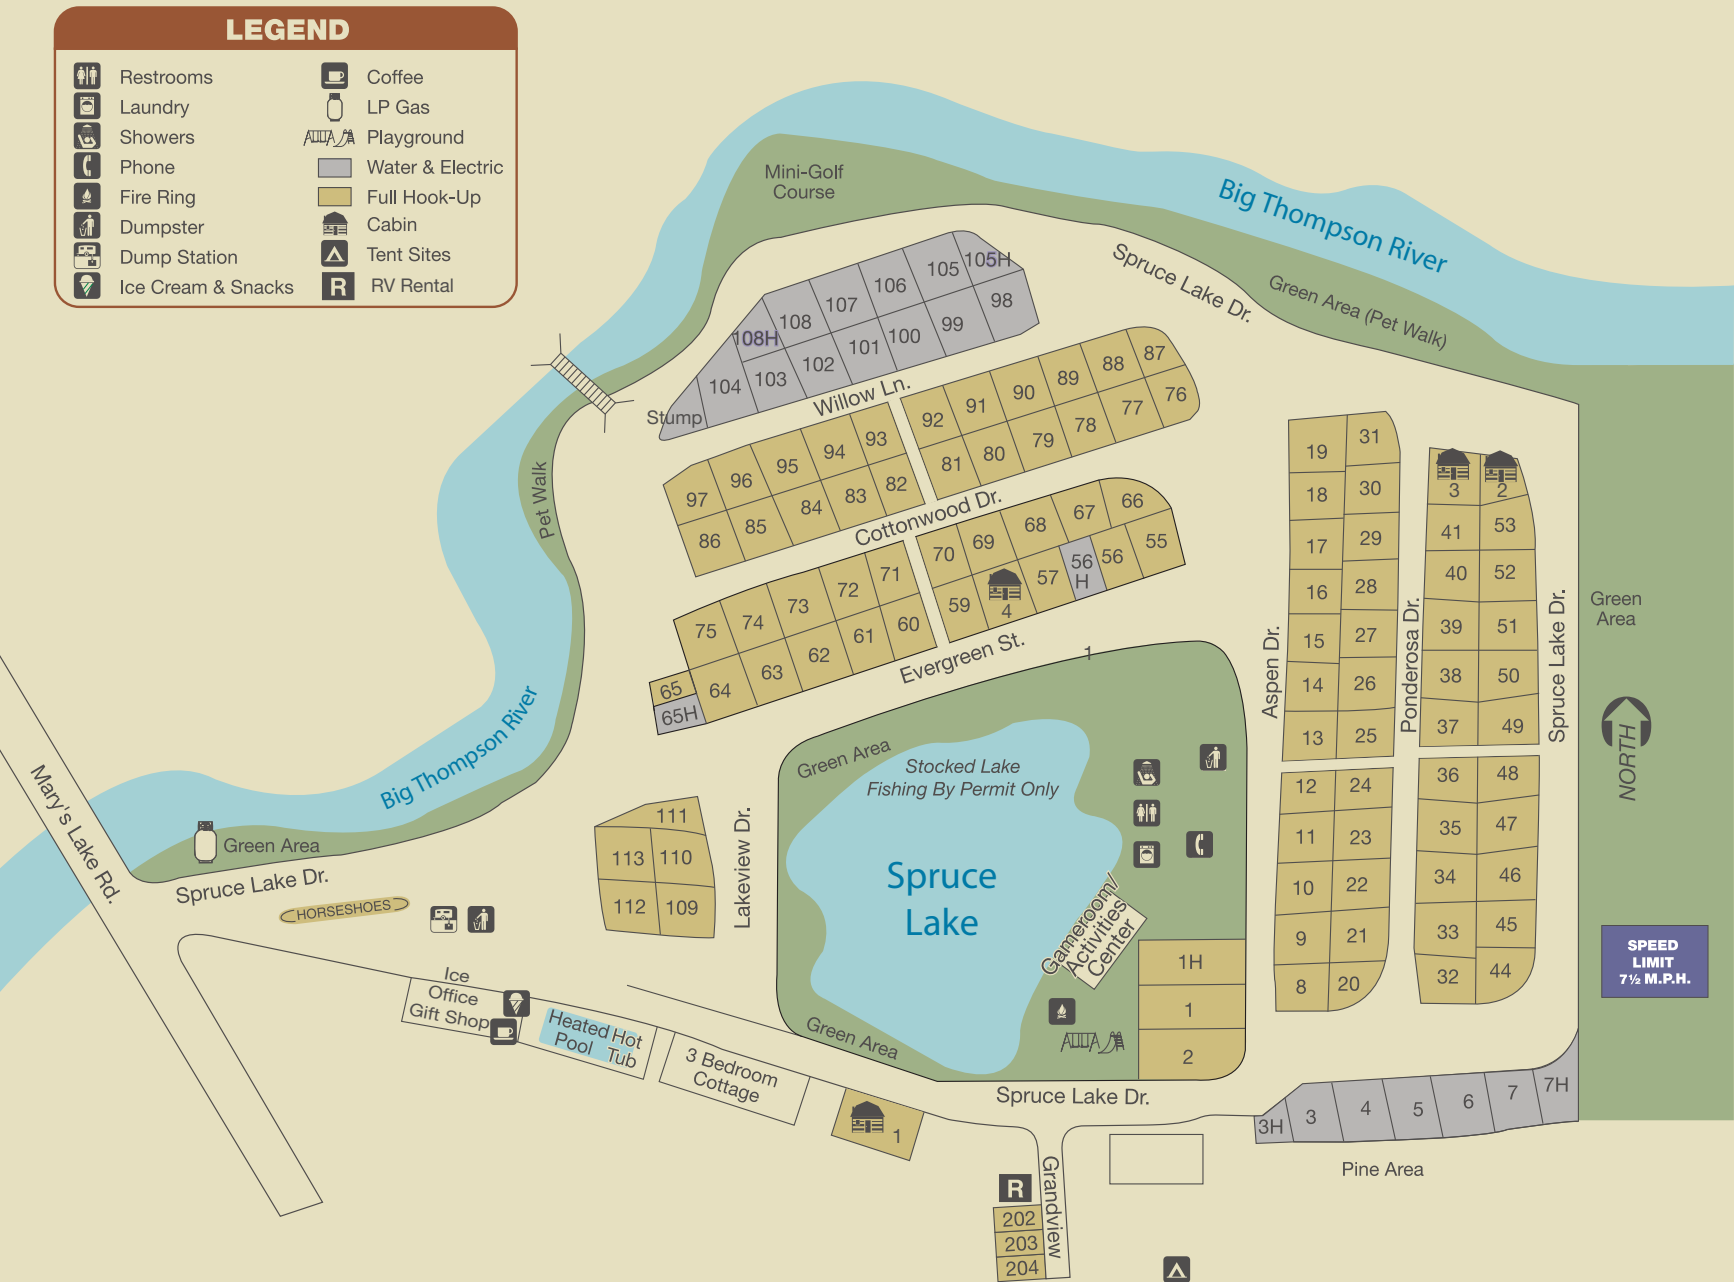 LEGEND
Restrooms
Laundry
Showers
Phone
Fire Ring
Dumpster
Dump Station
Ice Cream & Snacks
Coffee
LP Gas
Playground
Water & Electric
Full Hook-Up
Cabin
Tent Sites
R RV Rental
Mini-Golf
Course
Big Thompson River
Spruce Lake Dr.
Green Area (Pet Walk)
105H
105
106
107
108
108H
98
99
100
101
102
103
104
Stump
Willow Ln.
87
88
89
90
91
92
76
77
78
79
80
81
93
94
95
96
97
82
83
84
85
86
Cottonwood Dr.
Pet Walk
66
67
68
69
70
55
56
56
H
57
4
59
71
72
73
74
75
60
61
62
63
64
65
65H
Evergreen St.
1
19
31
18
30
17
29
16
28
15
27
14
26
13
25
12
24
11
23
10
22
9
21
8
20
Aspen Dr.
Ponderosa Dr.
3
2
41
53
40
52
39
51
38
50
37
49
36
48
35
47
34
46
33
45
32
44
Spruce Lake Dr.
Green
Area
NORTH
SPEED
LIMIT
7½ M.P.H.
Big Thompson River
Mary's Lake Rd.
Green Area
Spruce Lake Dr.
HORSESHOES
111
113
110
112
109
Lakeview Dr.
Green Area
Stocked Lake
Fishing By Permit Only
Spruce
Lake
Gameroom/
Activities
Center
1H
1
2
Green Area
Ice
Office
Gift Shop
Heated
Pool
Hot
Tub
3 Bedroom
Cottage
1
Spruce Lake Dr.
3H
3
4
5
6
7
7H
Pine Area
Grandview
R
202
203
204